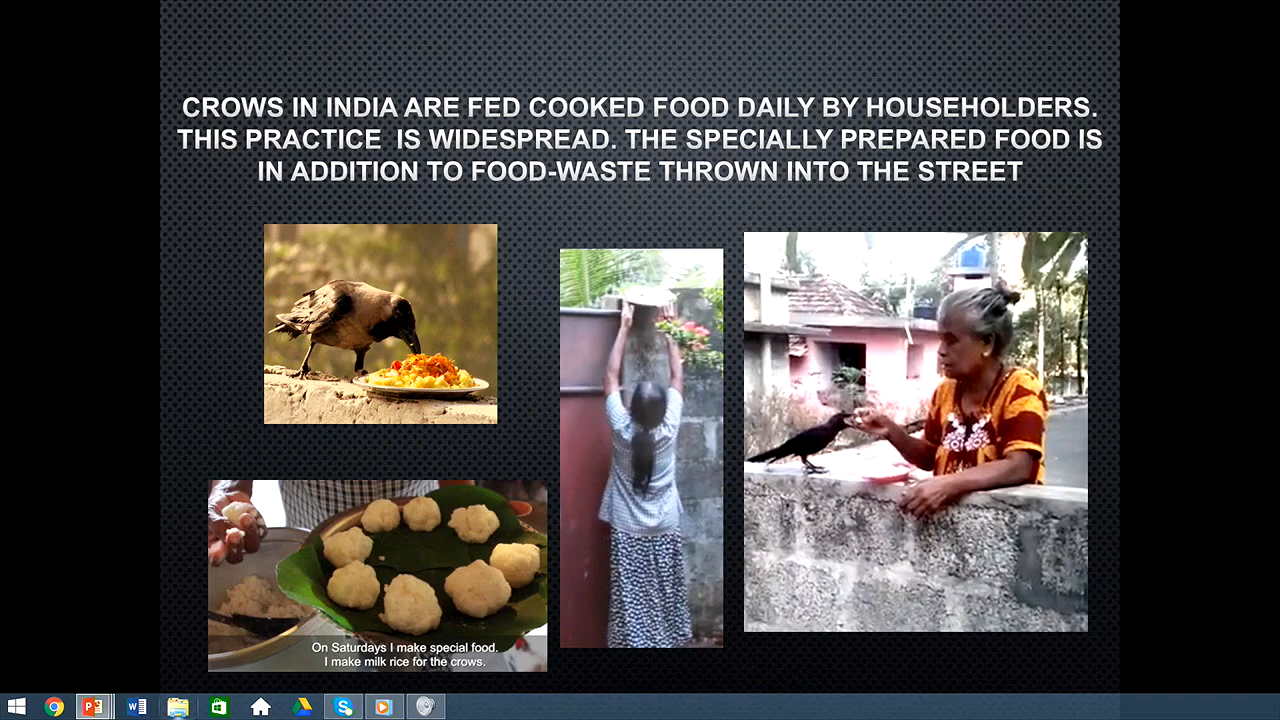 CROWS IN INDIA ARE FED COOKED FOOD DAILY BY HOUSEHOLDERS.
THIS PRACTICE IS WIDESPREAD. THE SPECIALLY PREPARED FOOD IS
IN ADDITION TO FOOD-WASTE THROWN INTO THE STREET
On Saturdays I make special food.
I make milk rice for the crows.